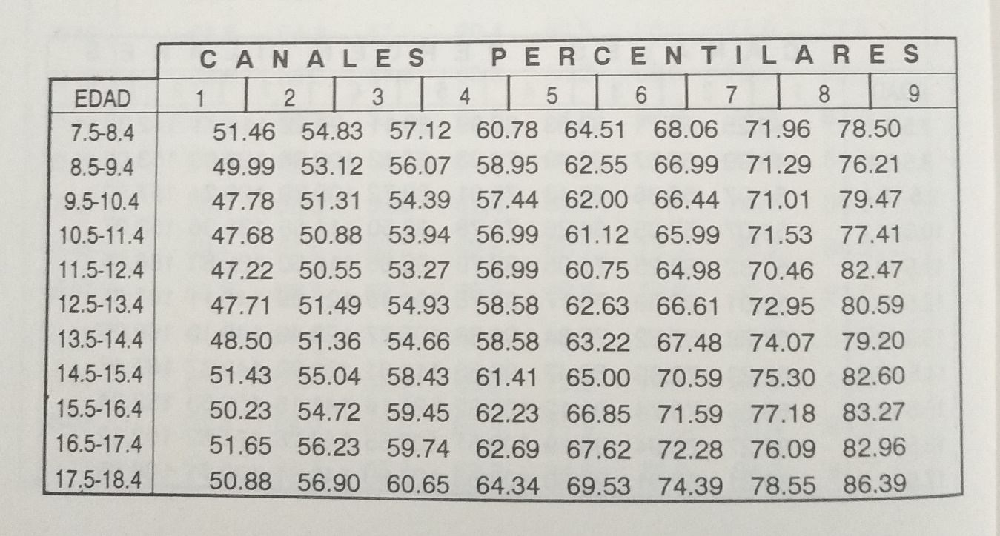 CANALES PERCENTILARES
EDAD 1 2 3 4 5 6 7 8 9
7.5-8.4 51.46 54.83 57.12 60.78 64.51 68.06 71.96 78.50
8.5-9.4 49.99 53.12 56.07 58.95 62.55 66.99 71.29 76.21
9.5-10.4 47.78 51.31 54.39 57.44 62.00 66.44 71.01 79.47
10.5-11.4 47.68 50.88 53.94 56.99 61.12 65.99 71.53 77.41
11.5-12.4 47.22 50.55 53.27 56.99 60.75 64.98 70.46 82.47
12.5-13.4 47.71 51.49 54.93 58.58 62.63 66.61 72.95 80.59
13.5-14.4 48.50 51.36 54.66 58.58 63.22 67.48 74.07 79.20
14.5-15.4 51.43 55.04 58.43 61.41 65.00 70.59 75.30 82.60
15.5-16.4 50.23 54.72 59.45 62.23 66.85 71.59 77.18 83.27
16.5-17.4 51.65 56.23 59.74 62.69 67.62 72.28 76.09 82.96
17.5-18.4 50.88 56.90 60.65 64.34 69.53 74.39 78.55 86.39